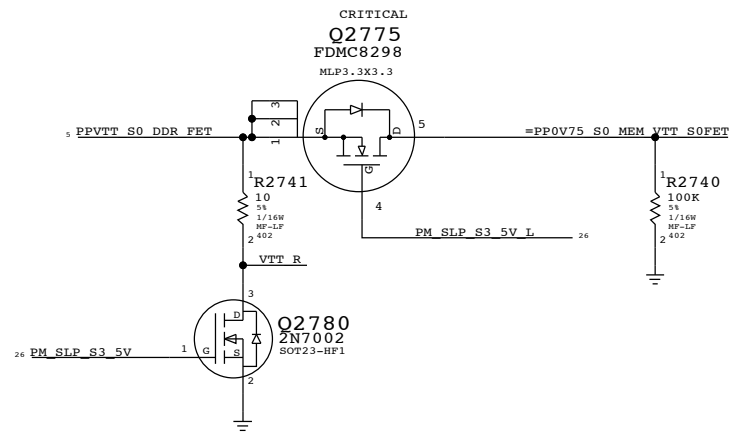 CRITICAL
Q2775
FDMC8298
MLP3.3X3.3
3
2
1
S
D
G
5
4
5 PPVTT_S0_DDR_FET
=PP0V75_S0_MEM_VTT_S0FET
1
R2741
10
5%
1/16W
MF-LF
402
2
1
R2740
100K
5%
1/16W
MF-LF
402
2
PM_SLP_S3_5V_L 26
VTT_R
3
Q2780
2N7002
SOT23-HF1
D
G
S
1
2
26 PM_SLP_S3_5V